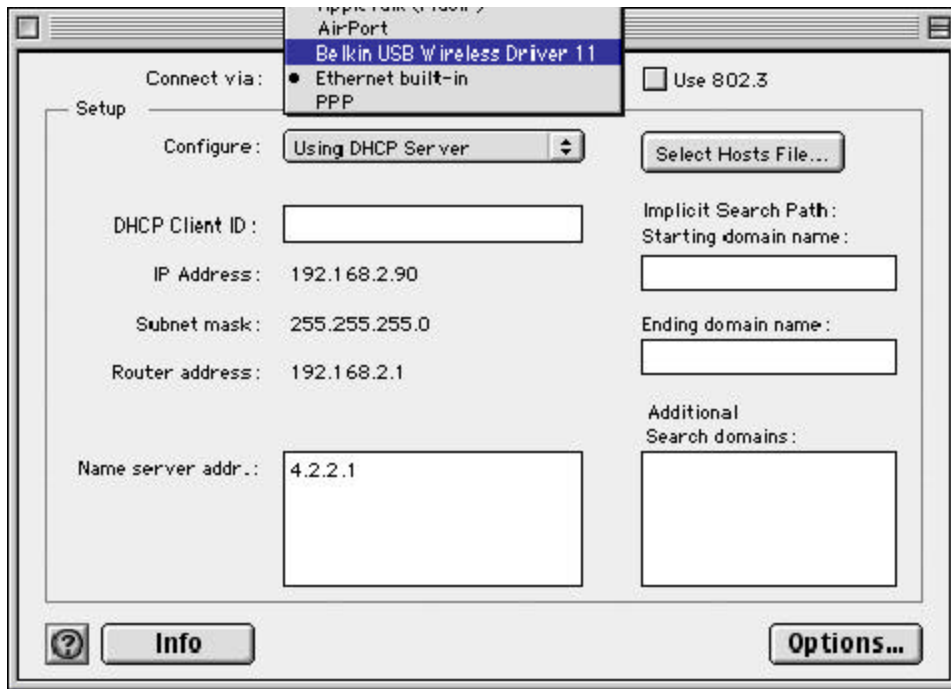 AirPort
Belkin USB Wireless Driver 11
Connect via:
Ethernet built-in
Use 802.3
PPP
Setup
Configure:
Using DHCP Server
Select Hosts File...
DHCP Client ID:
Implicit Search Path:
Starting domain name:
IP Address:
192.168.2.90
Subnet mask:
255.255.255.0
Ending domain name:
Router address:
192.168.2.1
Additional
Search domains:
Name server addr.:
4.2.2.1
?
Info
Options...